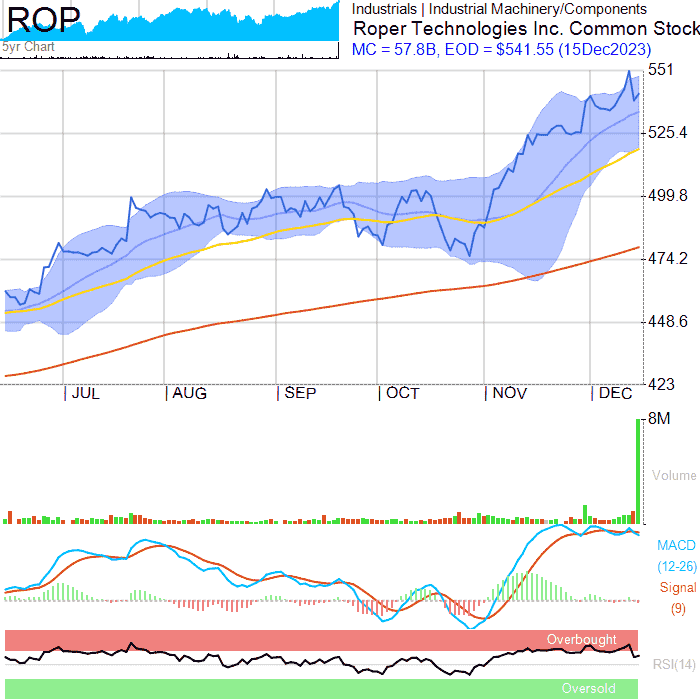 ROP
5yr Chart
Industrials | Industrial Machinery/Components
Roper Technologies Inc. Common Stock
MC = 57.8B, EOD = $541.55 (15Dec2023)
551
525.4
499.8
474.2
448.6
423
JUL AUG SEP OCT NOV DEC
8M
Volume
MACD
(12-26)
Signal
(9)
Overbought
RSI(14)
Oversold